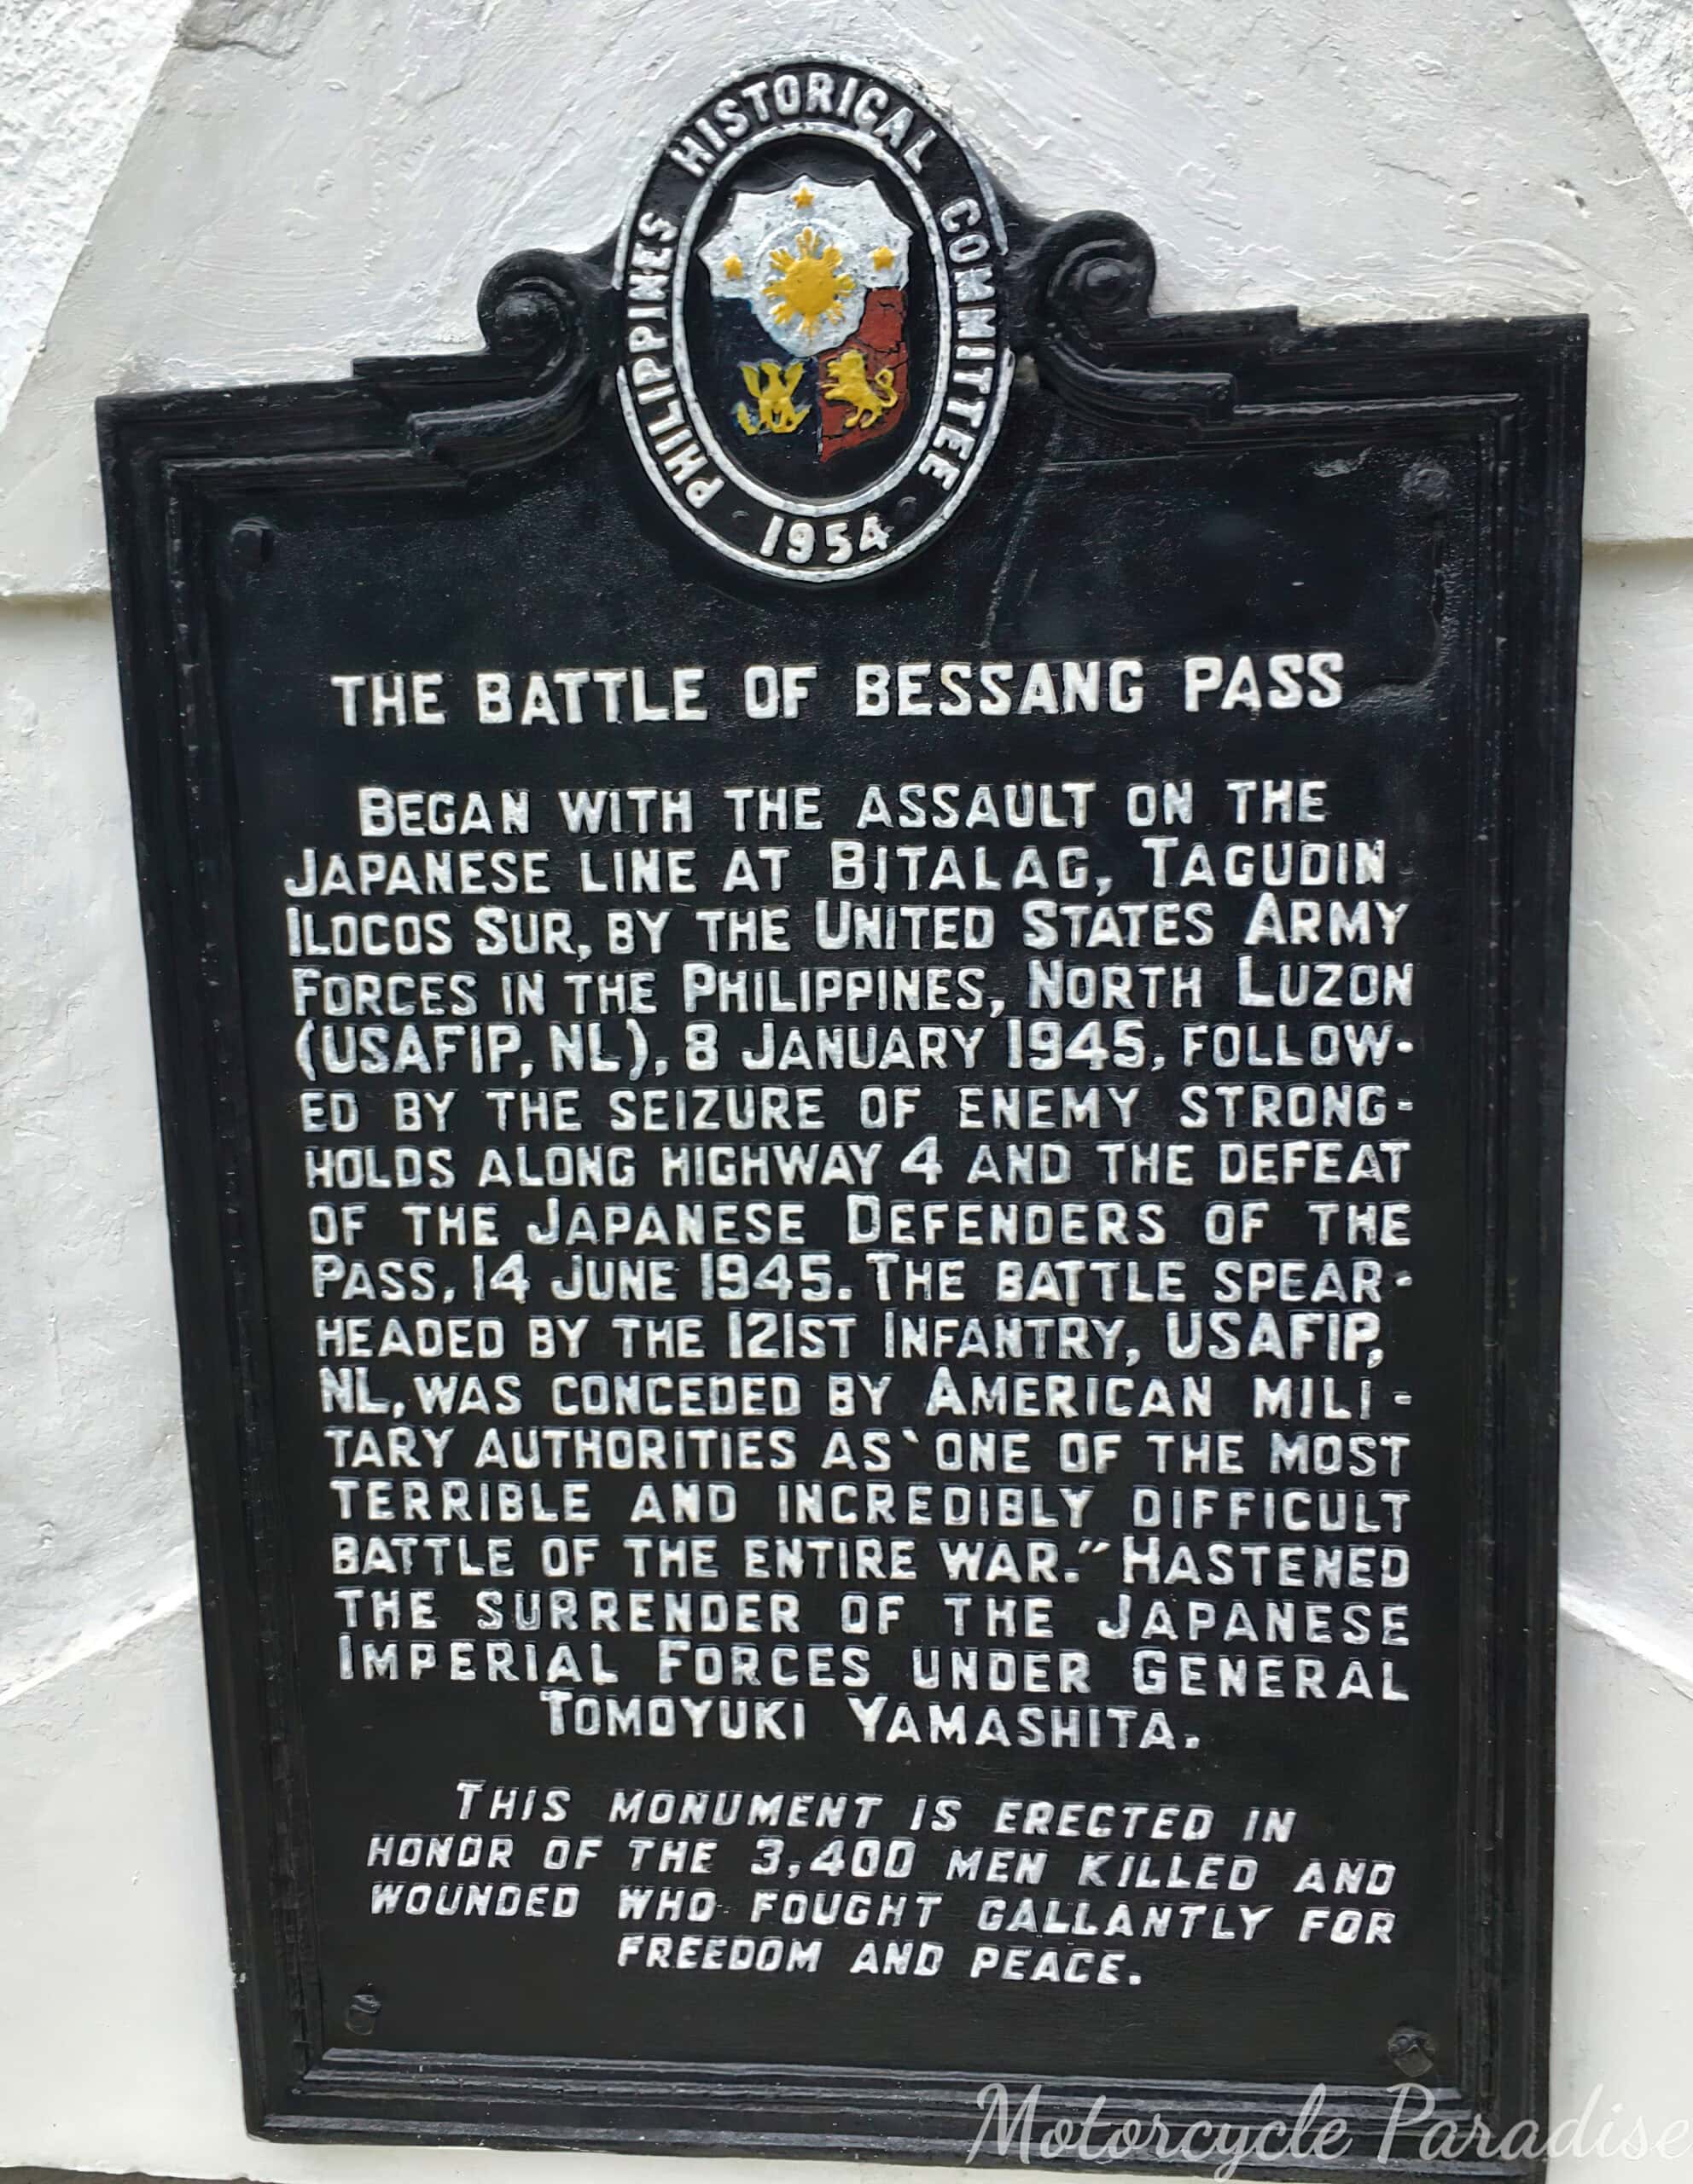 PHILIPPINES HISTORICAL COMMITTEE
· 1954 ·
THE BATTLE OF BESSANG PASS
BEGAN WITH THE ASSAULT ON THE
JAPANESE LINE AT BITALAG, TAGUDIN
ILOCOS SUR, BY THE UNITED STATES ARMY
FORCES IN THE PHILIPPINES, NORTH LUZON
(USAFIP, NL), 8 JANUARY 1945, FOLLOW-
ED BY THE SEIZURE OF ENEMY STRONG-
HOLDS ALONG HIGHWAY 4 AND THE DEFEAT
OF THE JAPANESE DEFENDERS OF THE
PASS, 14 JUNE 1945. THE BATTLE SPEAR-
HEADED BY THE 121ST INFANTRY, USAFIP,
NL, WAS CONCEDED BY AMERICAN MILI-
TARY AUTHORITIES AS ‵ONE OF THE MOST
TERRIBLE AND INCREDIBLY DIFFICULT
BATTLE OF THE ENTIRE WAR." HASTENED
THE SURRENDER OF THE JAPANESE
IMPERIAL FORCES UNDER GENERAL
TOMOYUKI YAMASHITA.
THIS MONUMENT IS ERECTED IN
HONOR OF THE 3,400 MEN KILLED AND
WOUNDED WHO FOUGHT GALLANTLY FOR
FREEDOM AND PEACE.
Motorcycle Paradise